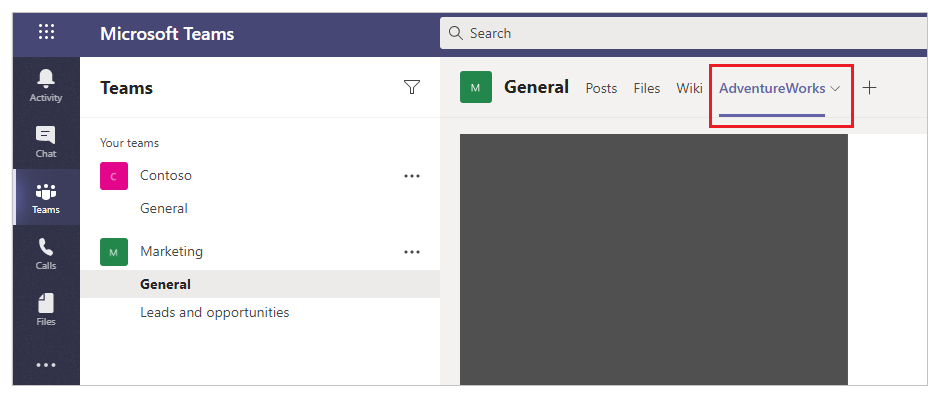 Microsoft Teams
Search
Activity
Chat
Teams
Calls
Files
Teams
Your teams
C Contoso
General
M Marketing
General
Leads and opportunities
M General Posts Files Wiki AdventureWorks